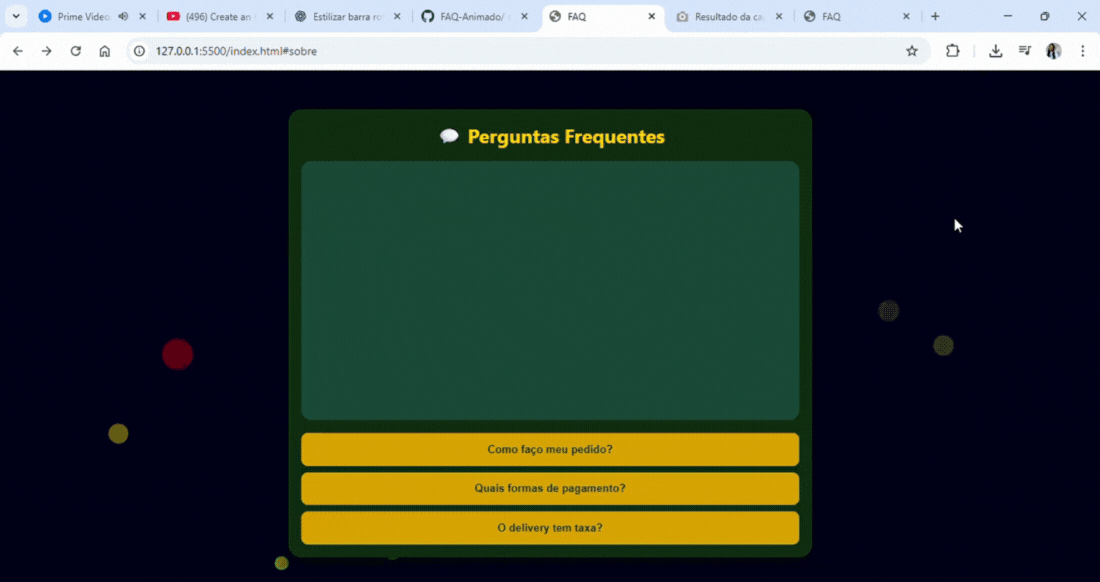 Prime Video
(496) Create an
Estilizar barra ro
FAQ-Animado/
FAQ
Resultado da ca
FAQ
127.0.0.1:5500/index.html#sobre
Perguntas Frequentes
Como faço meu pedido?
Quais formas de pagamento?
O delivery tem taxa?